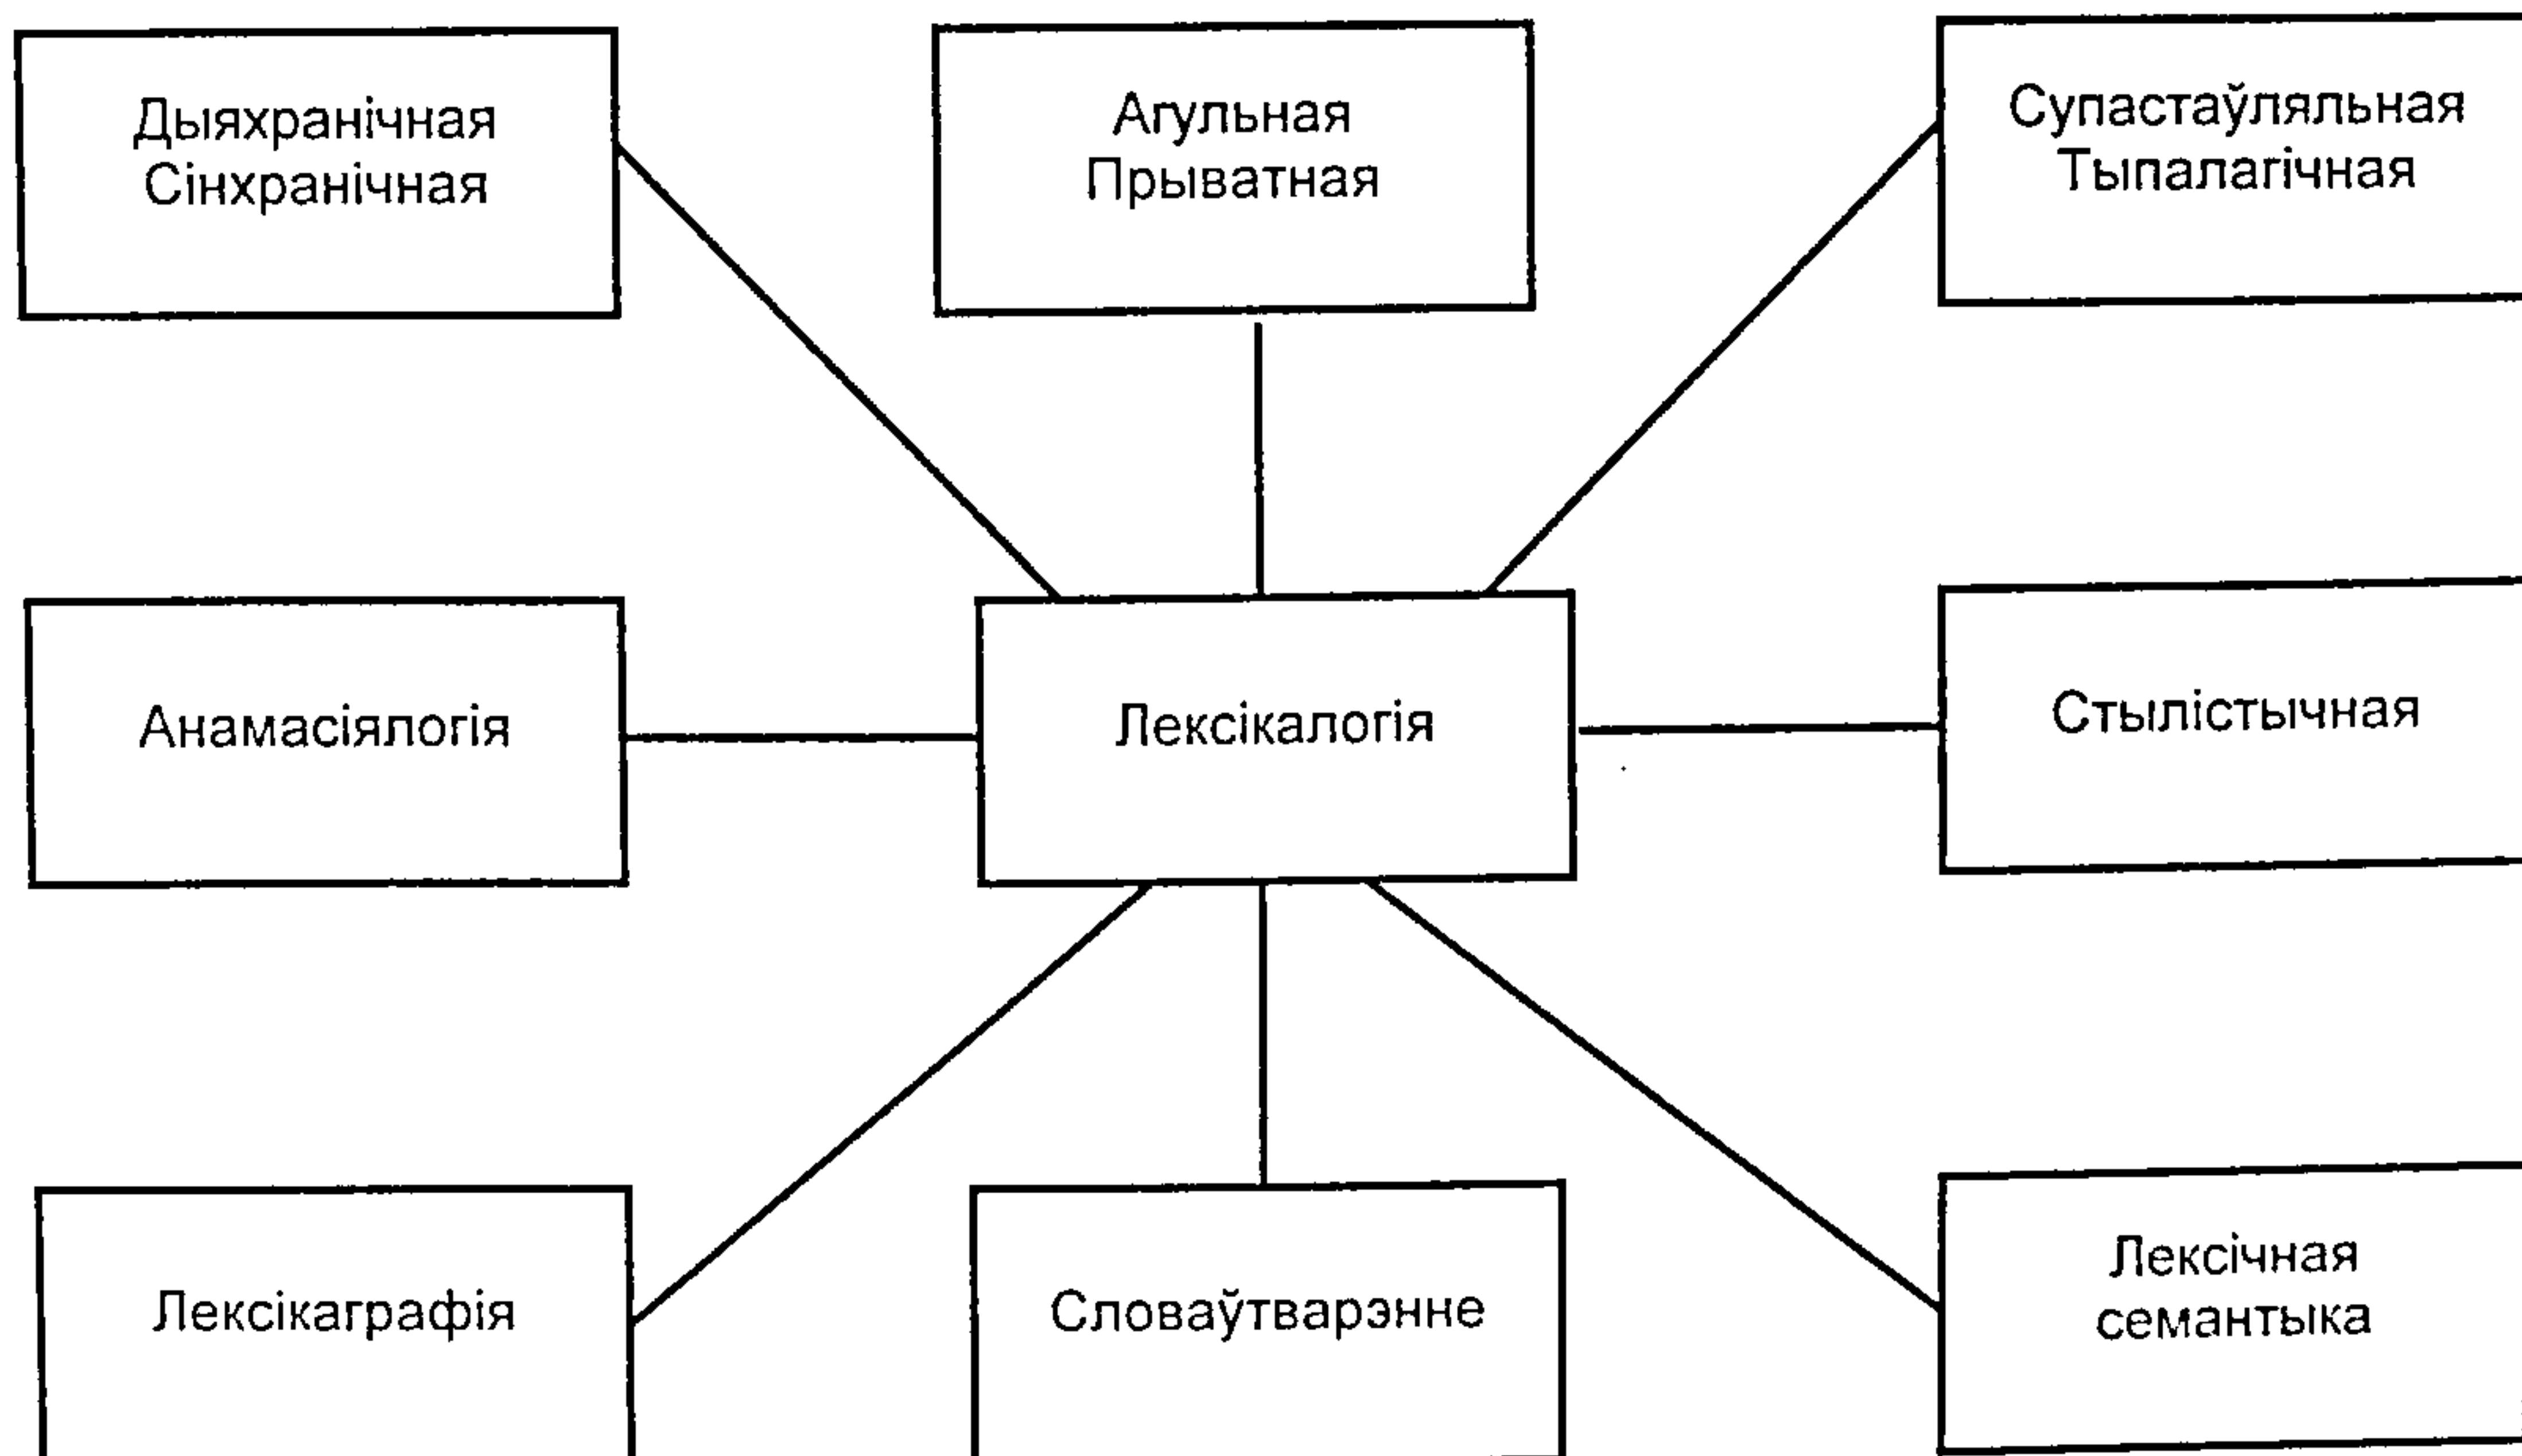 Дыяхранічная
Сінхранічная
Агульная
Прыватная
Супастаўляльная
Тыпалагічная
Анамасіялогія
Лексікалогія
Стылістычная
Лексікаграфія
Словаўтварэнне
Лексічная
семантыка